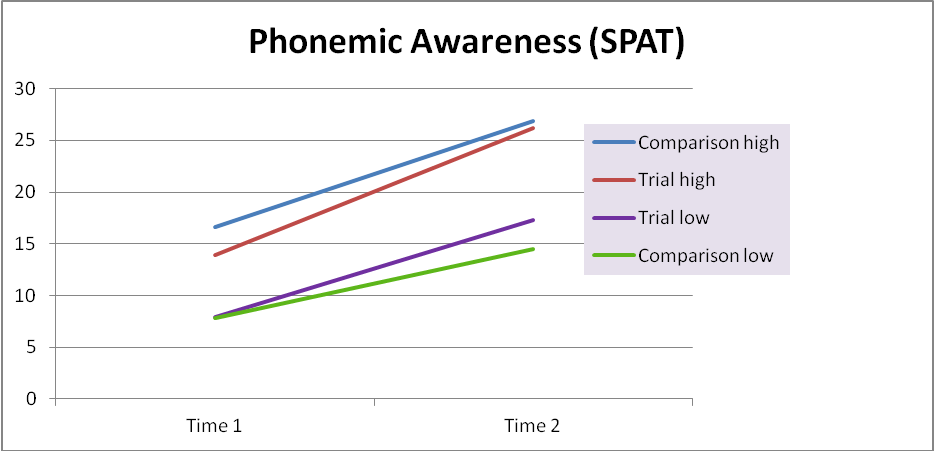 Phonemic Awareness (SPAT)
30
25
20
15
10
5
0
Time 1
Time 2
Comparison high
Trial high
Trial low
Comparison low